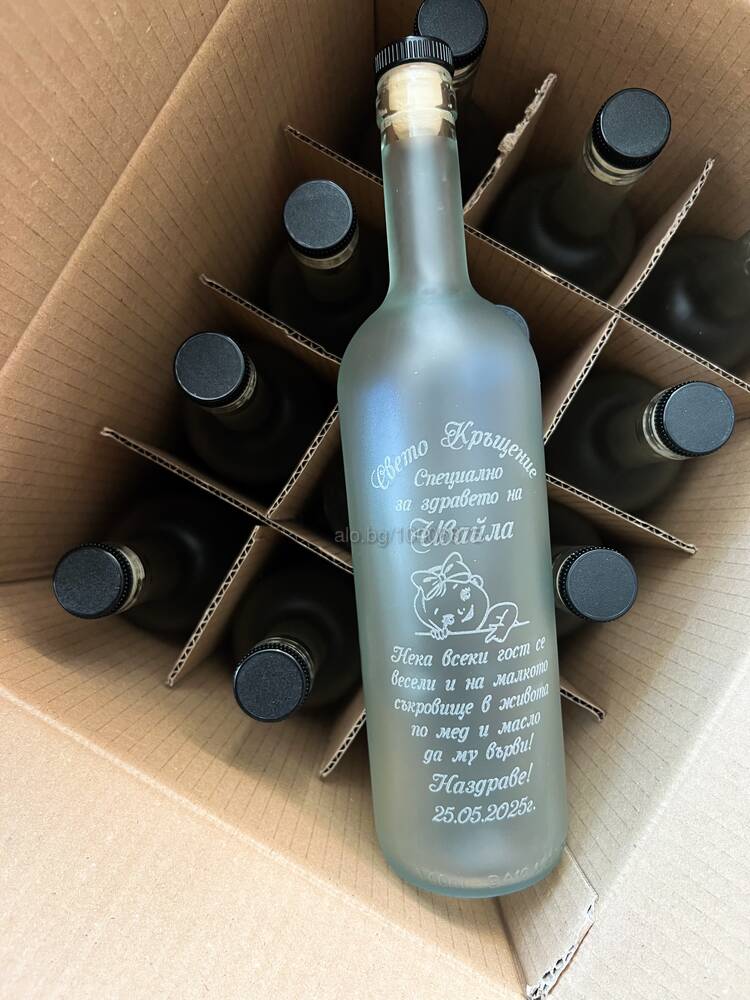 Свето Кръщение
Специално
за здравето на
Ивайла
Нека всеки гост се
весели и на малкото
съкровище в живота
по мед и масло
да му върви!
Наздраве!
25.05.2025г.